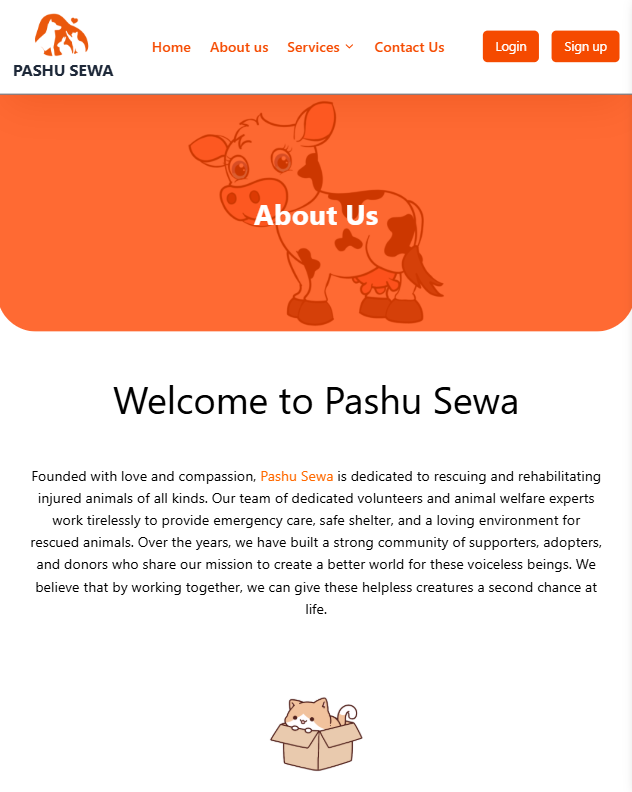 PASHU SEWA
Home About us Services Contact Us
Login Sign up
About Us
Welcome to Pashu Sewa
Founded with love and compassion, Pashu Sewa is dedicated to rescuing and rehabilitating
injured animals of all kinds. Our team of dedicated volunteers and animal welfare experts
work tirelessly to provide emergency care, safe shelter, and a loving environment for
rescued animals. Over the years, we have built a strong community of supporters, adopters,
and donors who share our mission to create a better world for these voiceless beings. We
believe that by working together, we can give these helpless creatures a second chance at
life.